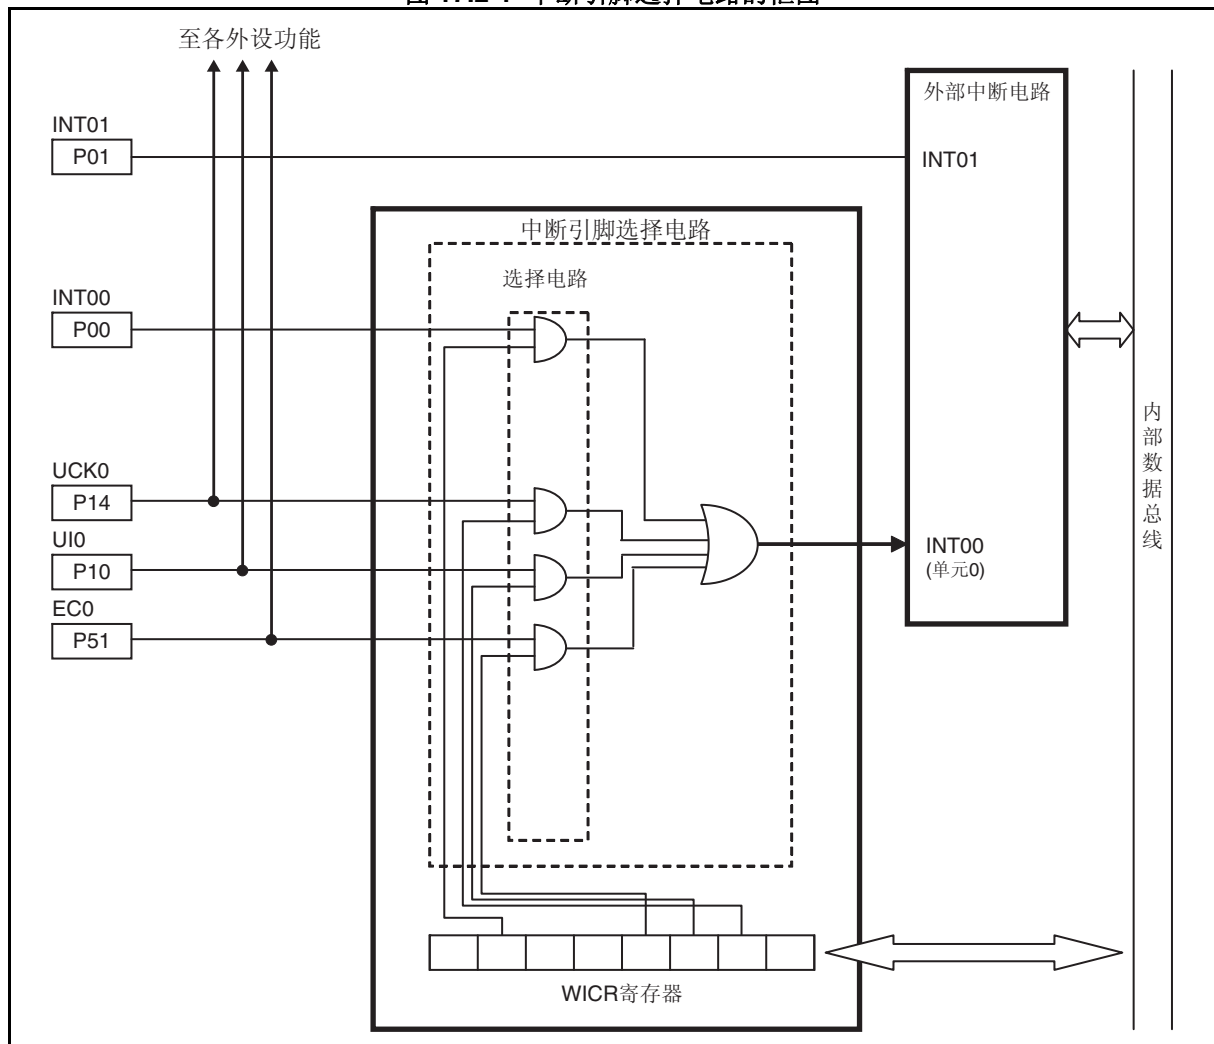 至各外设功能
外部中断电路
INT01
P01
INT01
中断引脚选择电路
选择电路
INT00
P00
内部数据总线
UCK0
P14
UI0
P10
INT00
(单元0)
EC0
P51
WICR寄存器